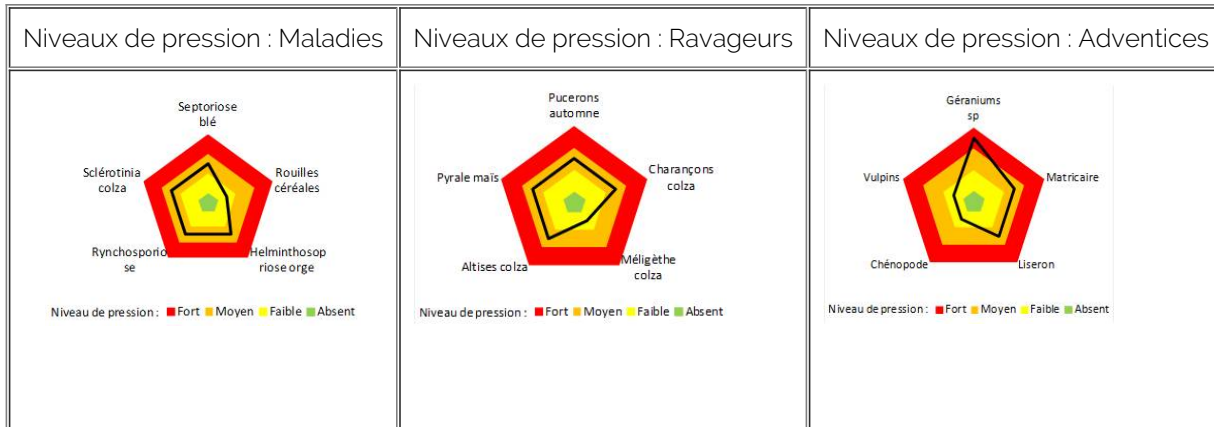 Niveaux de pression : Maladies
Niveaux de pression : Ravageurs
Niveaux de pression : Adventices
Septoriose
blé
Rouilles
céréales
Helminthosop
riose orge
Rynchosporio
se
Sclérotinia
colza
Niveau de pression : Fort Moyen Faible Absent
Pucerons
automne
Charançons
colza
Méligèthe
colza
Altises colza
Pyrale maïs
Niveau de pression : Fort Moyen Faible Absent
Géraniums
sp
Matricaire
Liseron
Chénopode
Vulpins
Niveau de pression : Fort Moyen Faible Absent